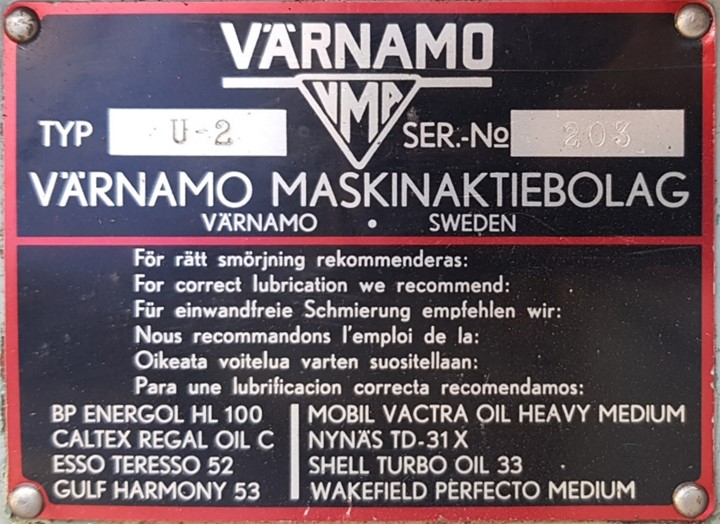 VÄRNAMO
VMA
TYP U-2 SER.-No 203
VÄRNAMO MASKINAKTIEBOLAG
VÄRNAMO • SWEDEN
För rätt smörjning rekommenderas:
For correct lubrication we recommend:
Für einwandfreie Schmierung empfehlen wir:
Nous recommandons l'emploi de la:
Oikeata voitelua varten suositellaan:
Para une lubrificacion correcta recomendamos:
BP ENERGOL HL 100
CALTEX REGAL OIL C
ESSO TERESSO 52
GULF HARMONY 53
MOBIL VACTRA OIL HEAVY MEDIUM
NYNÄS TD-31 X
SHELL TURBO OIL 33
WAKEFIELD PERFECTO MEDIUM